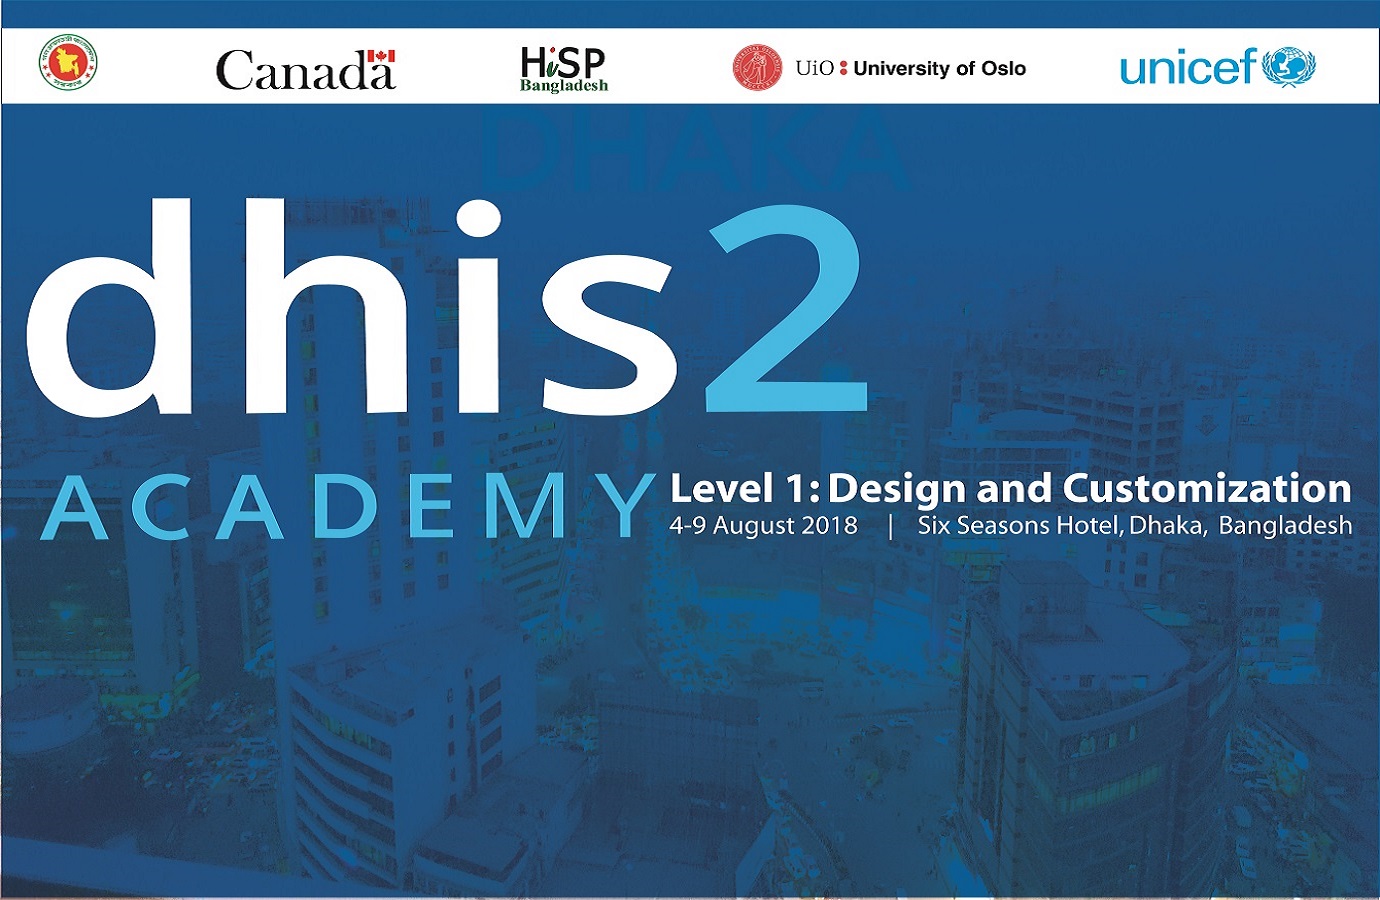 Canada
HiSP
Bangladesh
UiO : University of Oslo
unicef
DHAKA
dhis2
ACADEMY
Level 1: Design and Customization
4-9 August 2018 | Six Seasons Hotel, Dhaka, Bangladesh